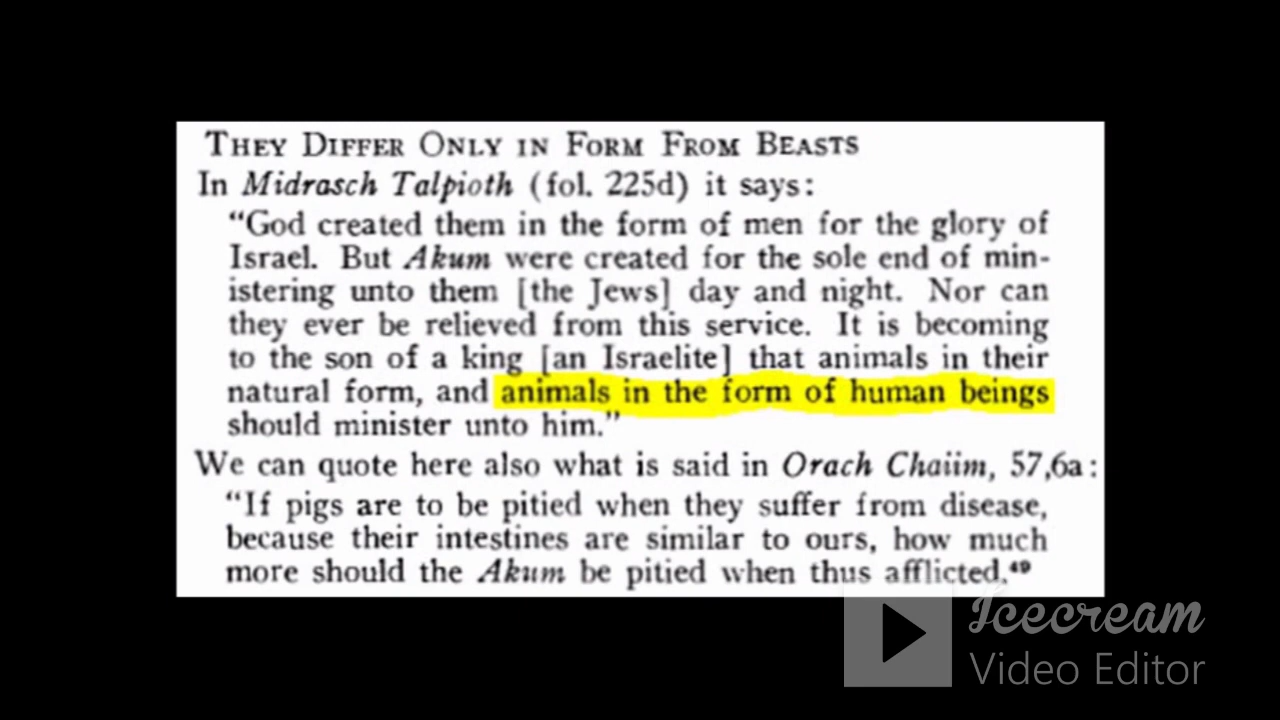 THEY DIFFER ONLY IN FORM FROM BEASTS
In Midrasch Talpioth (fol. 225d) it says:
“God created them in the form of men for the glory of
Israel. But Akum were created for the sole end of min-
istering unto them [the Jews] day and night. Nor can
they ever be relieved from this service. It is becoming
to the son of a king [an Israelite] that animals in their
natural form, and animals in the form of human beings
should minister unto him.”
We can quote here also what is said in Orach Chaiim, 57,6a:
“If pigs are to be pitied when they suffer from disease,
because their intestines are similar to ours, how much
more should the Akum be pitied when thus afflicted.⁴⁹
Icecream
Video Editor